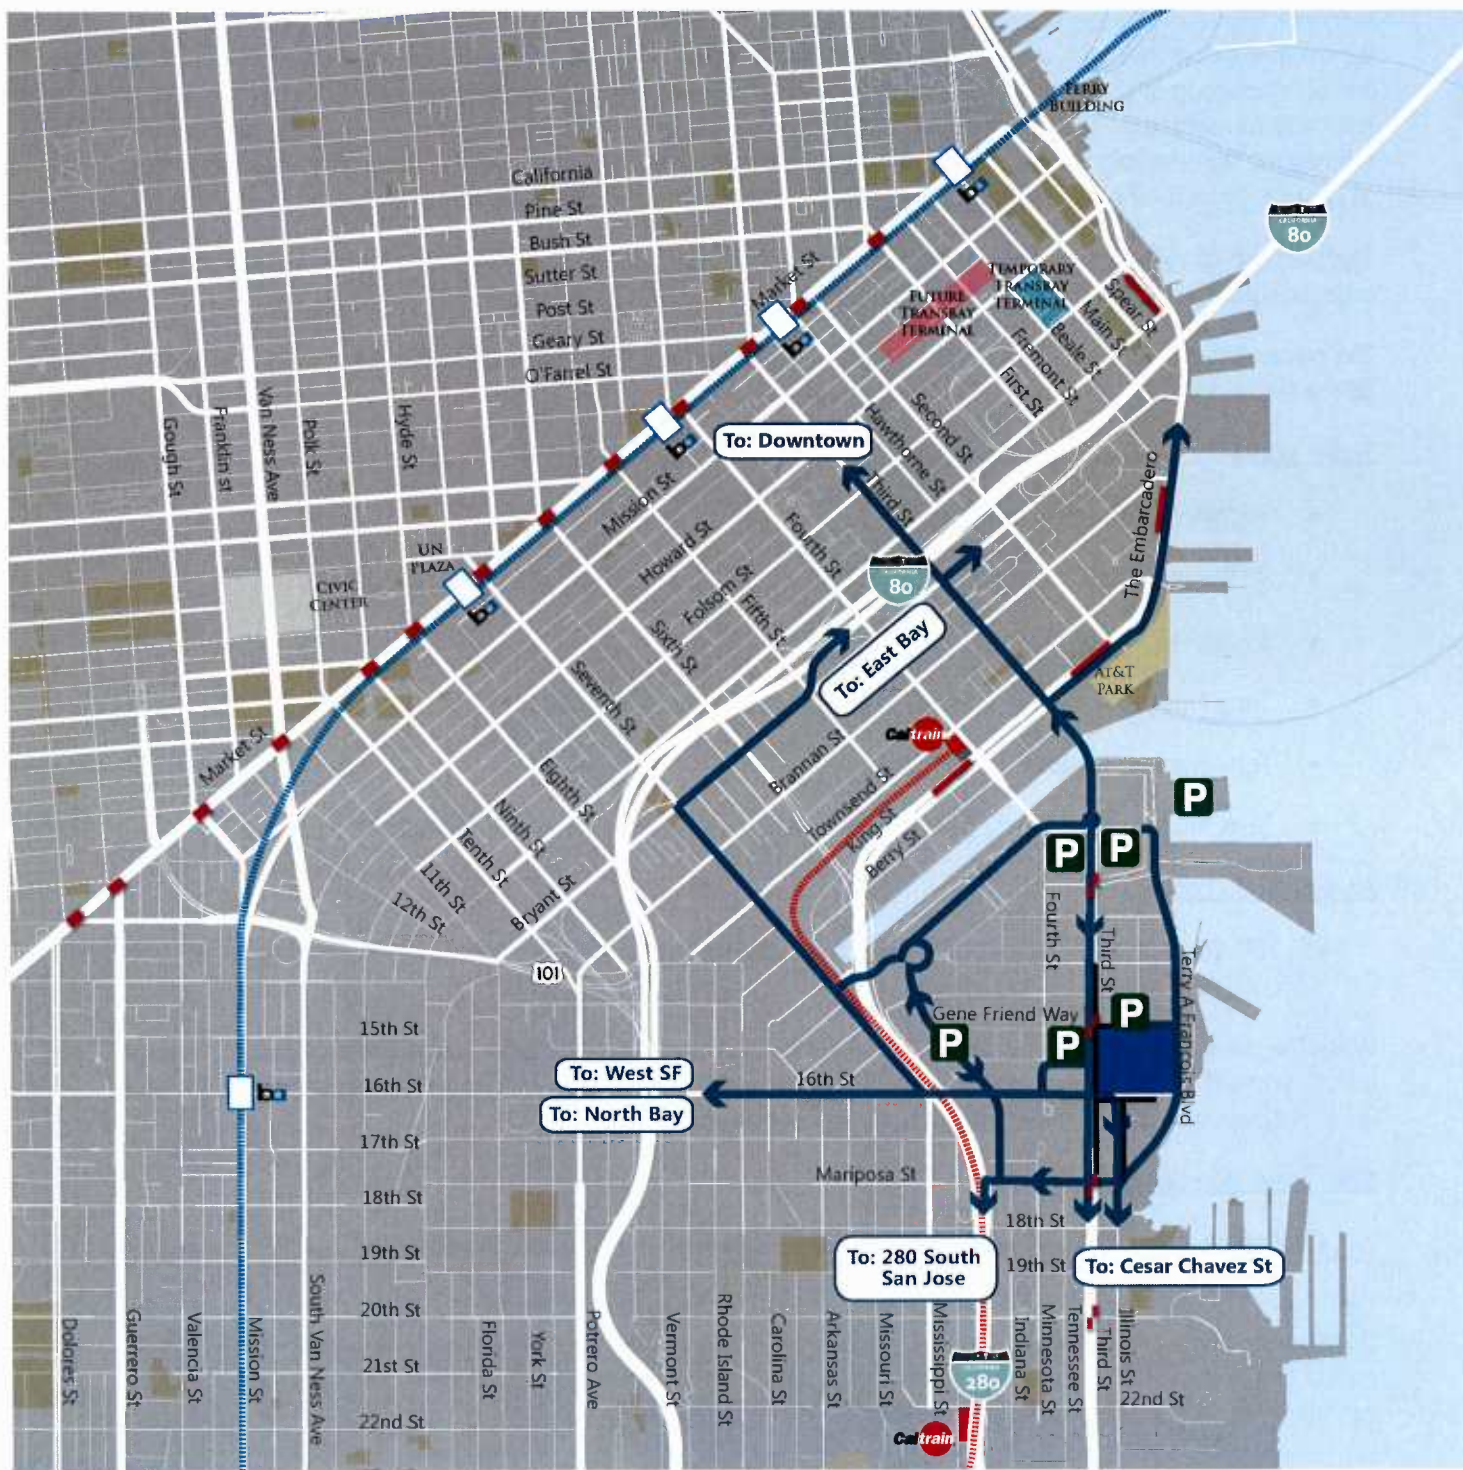 FERRY
BUILDING
California
Pine St
Bush St
Sutter St
Post St
Geary St
O'Farrel St
Market St
CALIFORNIA
80
TEMPORARY
TRANSBAY
TERMINAL
FUTURE
TRANSBAY
TERMINAL
Spear St
Main St
Beale St
Fremont St
First St
Second St
Hawthorne St
Third St
To: Downtown
Gough St
Franklin st
Van Ness Ave
Polk St
Hyde St
Mission St
Howard St
Folsom St
Fourth St
Fifth St
Sixth St
Seventh St
Eighth St
Ninth St
Tenth St
11th St
12th St
Bryant St
The Embarcadero
UN
PLAZA
CIVIC
CENTER
80
To: East Bay
AT&T
PARK
Caltrain
Brannan St
Townsend St
King St
Berry St
Market St
P
P
P
101
Fourth St
Third St
Terry A Francois Blvd
Gene Friend Way
P
P
P
15th St
16th St
17th St
18th St
19th St
20th St
21st St
22nd St
To: West SF
To: North Bay
16th St
Mariposa St
18th St
19th St
To: 280 South
San Jose
To: Cesar Chavez St
Dolores St
Guerrero St
Valencia St
Mission St
South Van Ness Ave
Florida St
York St
Potrero Ave
Vermont St
Rhode Island St
Carolina St
Arkansas St
Missouri St
Mississippi St
Indiana St
Minnesota St
Tennessee St
Third St
Illinois St
22nd St
280
Caltrain